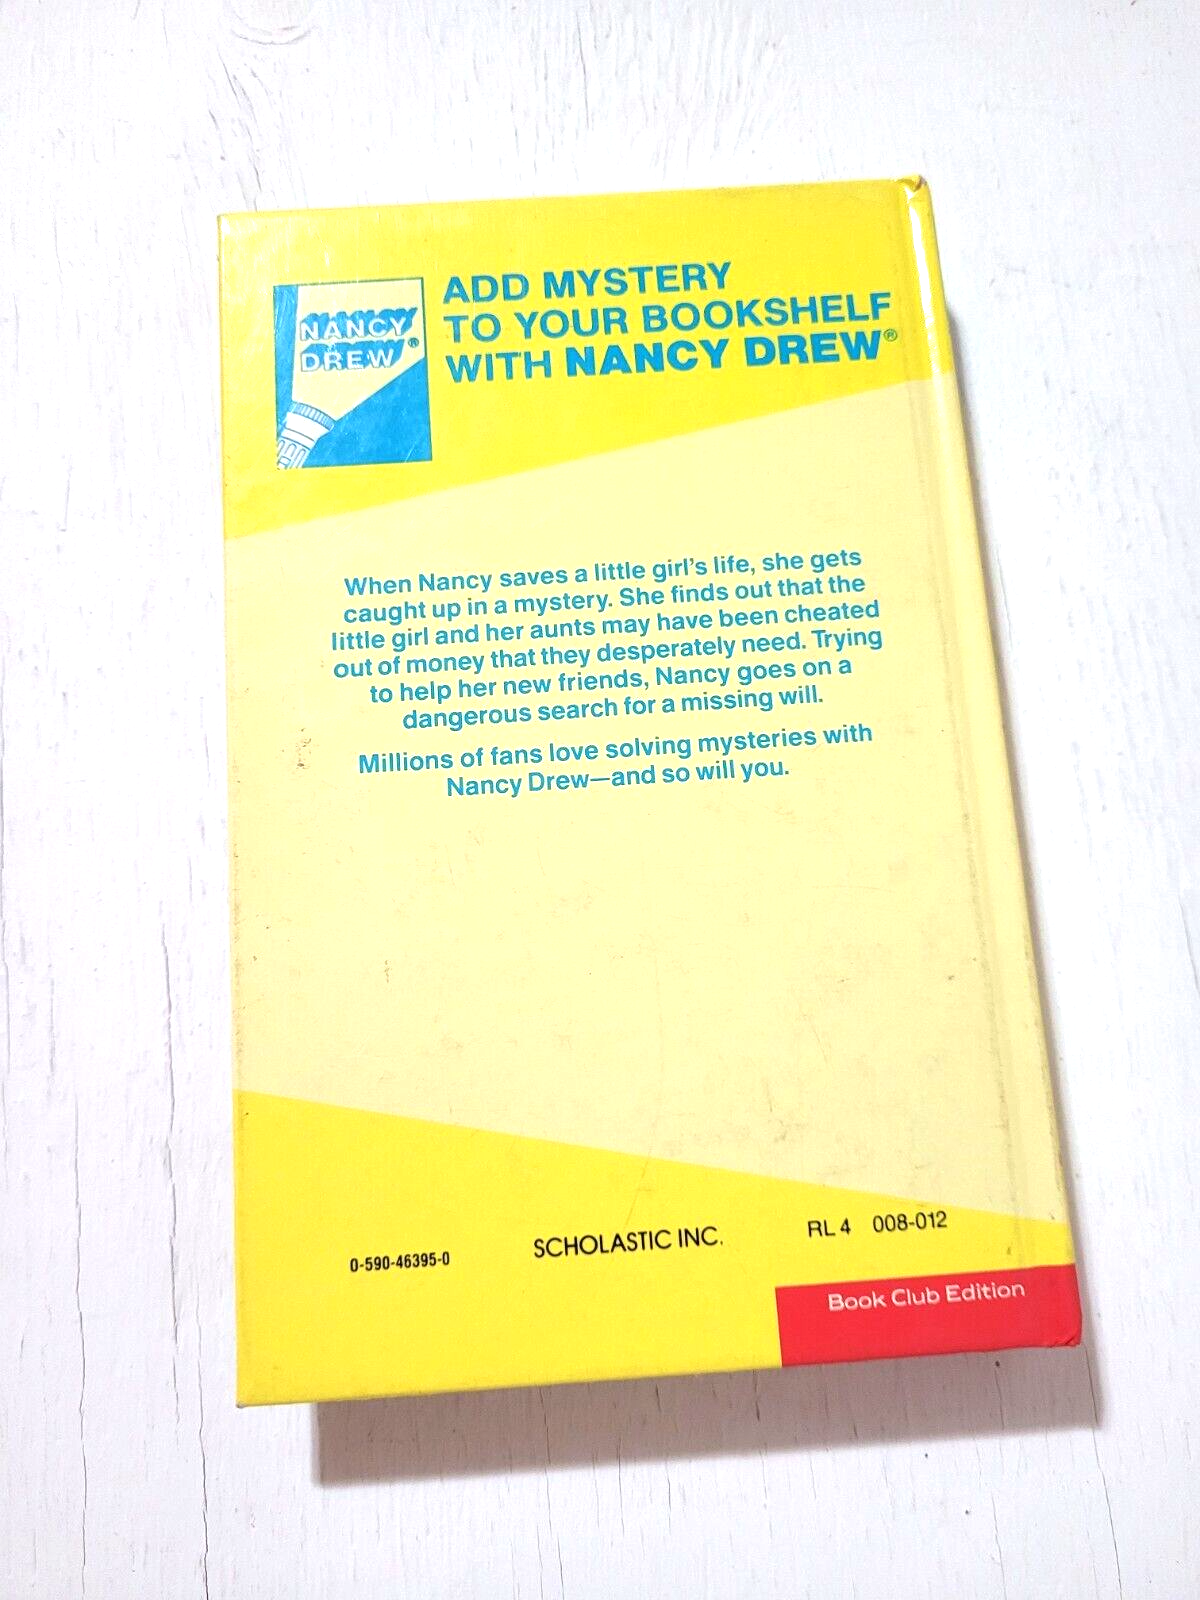 NANCY
DREW®
ADD MYSTERY
TO YOUR BOOKSHELF
WITH NANCY DREW®
When Nancy saves a little girl's life, she gets
caught up in a mystery. She finds out that the
little girl and her aunts may have been cheated
out of money that they desperately need. Trying
to help her new friends, Nancy goes on a
dangerous search for a missing will.
Millions of fans love solving mysteries with
Nancy Drew—and so will you.
0-590-46395-0 SCHOLASTIC INC. RL 4 008-012
Book Club Edition